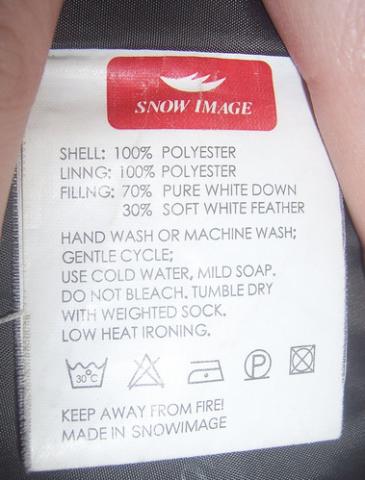 SNOW IMAGE
SHELL: 100% POLYESTER
LINNG: 100% POLYESTER
FILLNG: 70% PURE WHITE DOWN
30% SOFT WHITE FEATHER
HAND WASH OR MACHINE WASH;
GENTLE CYCLE;
USE COLD WATER, MILD SOAP.
DO NOT BLEACH. TUMBLE DRY
WITH WEIGHTED SOCK.
LOW HEAT IRONING.
30°C P
KEEP AWAY FROM FIRE!
MADE IN SNOWIMAGE